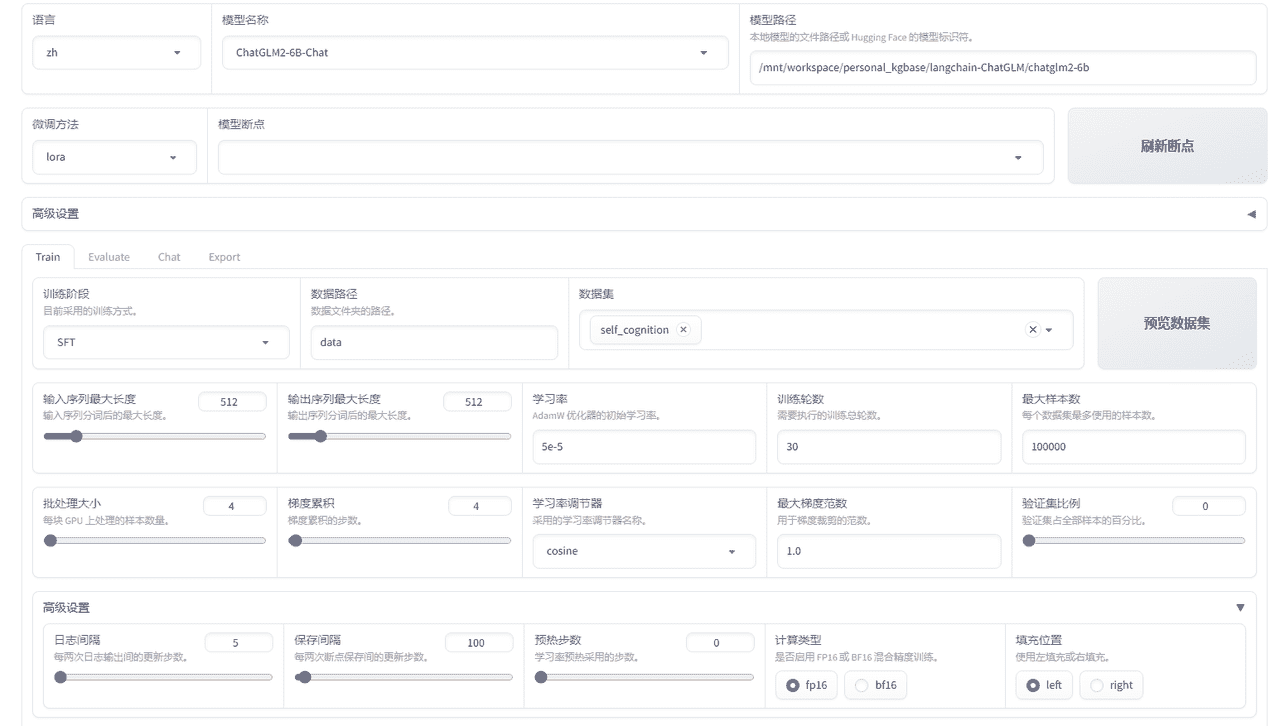 语言
zh
模型名称
ChatGLM2-6B-Chat
模型路径
本地模型的文件路径或 Hugging Face 的模型标识符。
/mnt/workspace/personal_kgbase/langchain-ChatGLM/chatglm2-6b
微调方法
lora
模型断点
刷新断点
高级设置
Train Evaluate Chat Export
训练阶段
目前采用的训练方式。
SFT
数据路径
数据文件夹的路径。
data
数据集
self_cognition
预览数据集
输入序列最大长度 512
输入序列分词后的最大长度。
输出序列最大长度 512
输出序列分词后的最大长度。
学习率
AdamW 优化器的初始学习率。
5e-5
训练轮数
需要执行的训练总轮数。
30
最大样本数
每个数据集最多使用的样本数。
100000
批处理大小 4
每块 GPU 上处理的样本数量。
梯度累积 4
梯度累积的步数。
学习率调节器
采用的学习率调节器名称。
cosine
最大梯度范数
用于梯度裁剪的范数。
1.0
验证集比例 0
验证集占全部样本的百分比。
高级设置
日志间隔 5
每两次日志输出间的更新步数。
保存间隔 100
每两次断点保存间的更新步数。
预热步数 0
学习率预热采用的步数。
计算类型
是否启用 FP16 或 BF16 混合精度训练。
fp16 bf16
填充位置
使用左填充或右填充。
left right